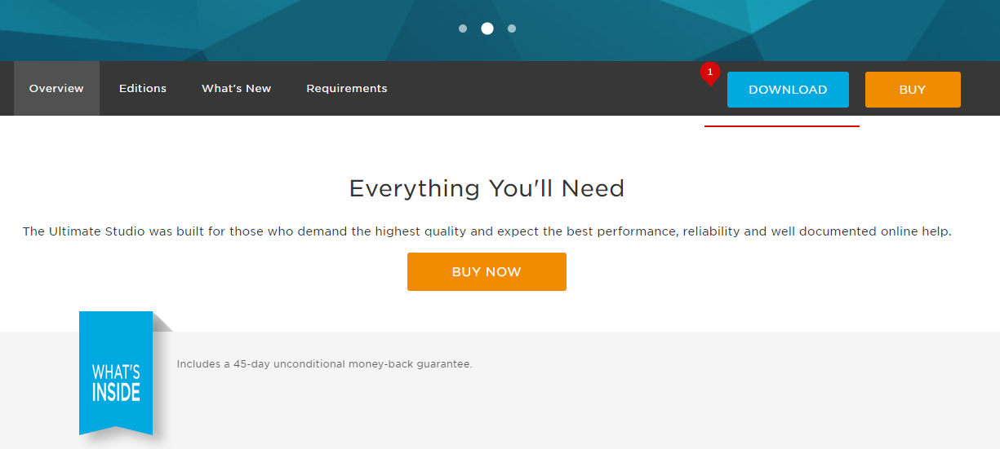 Overview Editions What's New Requirements 1 DOWNLOAD BUY
Everything You'll Need
The Ultimate Studio was built for those who demand the highest quality and expect the best performance, reliability and well documented online help.
BUY NOW
Includes a 45-day unconditional money-back guarantee.
WHAT'S
INSIDE